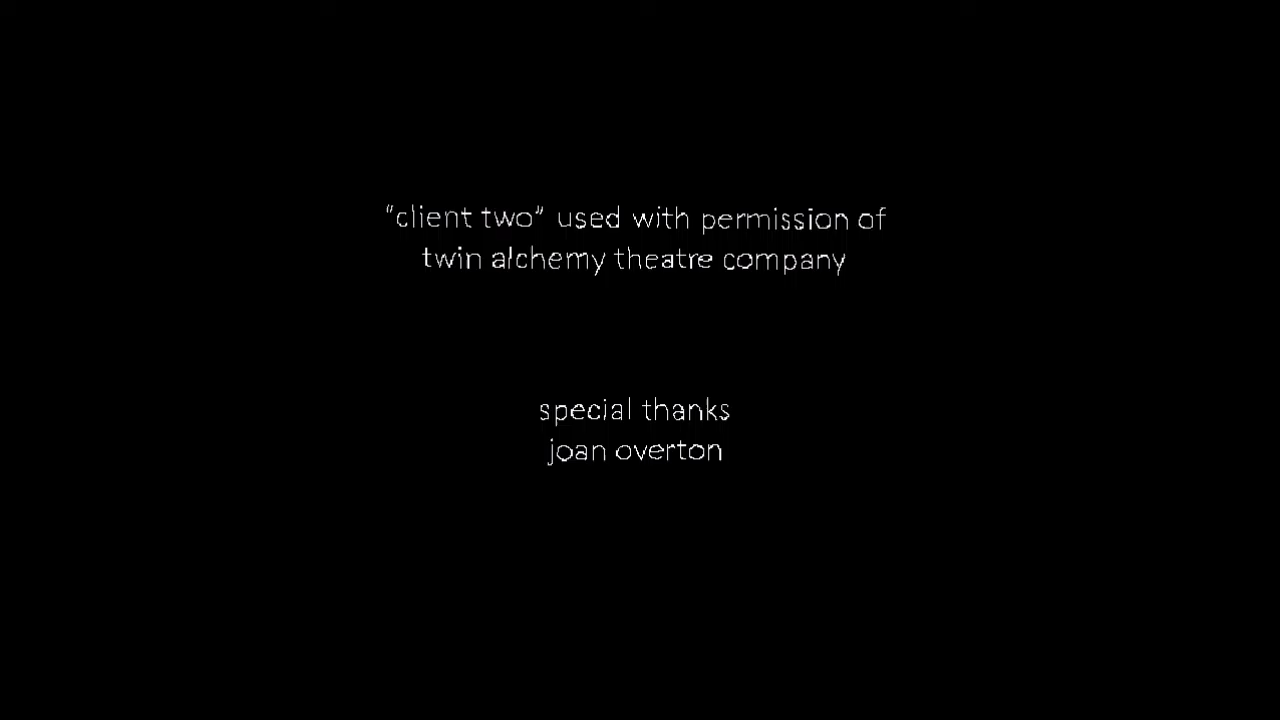 "client two" used with permission of
twin alchemy theatre company
special thanks
joan overton